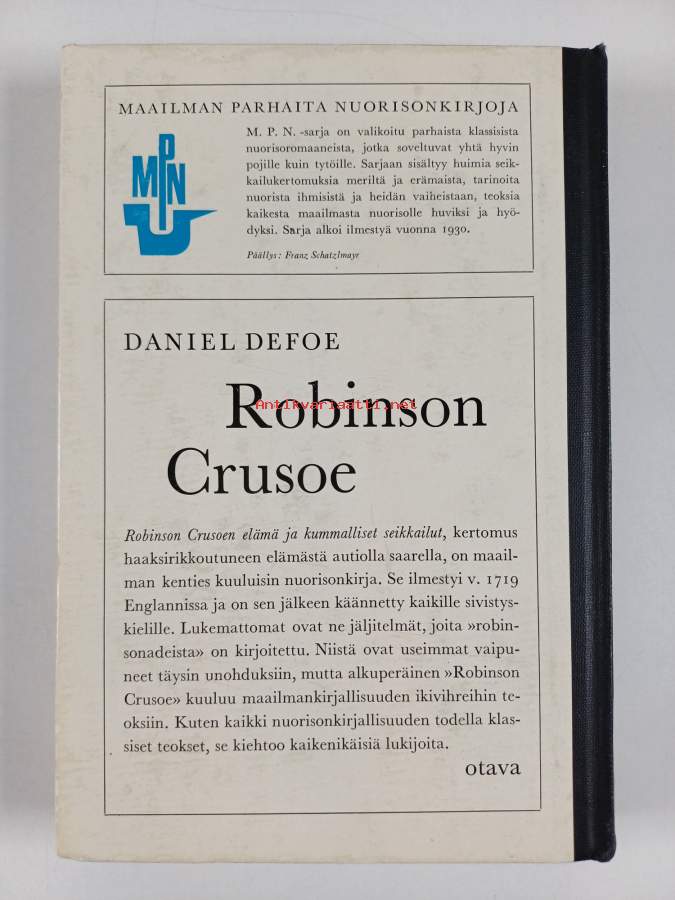 MAAILMAN PARHAITA NUORISONKIRJOJA
MPN
M. P. N. -sarja on valikoitu parhaista klassisista
nuorisoromaaneista, jotka soveltuvat yhtä hyvin
pojille kuin tytöille. Sarjaan sisältyy huimia seik-
kailukertomuksia meriltä ja erämaista, tarinoita
nuorista ihmisistä ja heidän vaiheistaan, teoksia
kaikesta maailmasta nuorisolle huviksi ja hyö-
dyksi. Sarja alkoi ilmestyä vuonna 1930.
Päällys: Franz Schatzlmayr
DANIEL DEFOE
Robinson
Antikvariaatti.net
Crusoe
Robinson Crusoen elämä ja kummalliset seikkailut, kertomus
haaksirikkoutuneen elämästä autiolla saarella, on maail-
man kenties kuuluisin nuorisonkirja. Se ilmestyi v. 1719
Englannissa ja on sen jälkeen käännetty kaikille sivistys-
kielille. Lukemattomat ovat ne jäljitelmät, joita »robin-
sonadeista» on kirjoitettu. Niistä ovat useimmat vaipu-
neet täysin unohduksiin, mutta alkuperäinen »Robinson
Crusoe» kuuluu maailmankirjallisuuden ikivihreihin te-
oksiin. Kuten kaikki nuorisonkirjallisuuden todella klas-
siset teokset, se kiehtoo kaikenikäisiä lukijoita.
otava